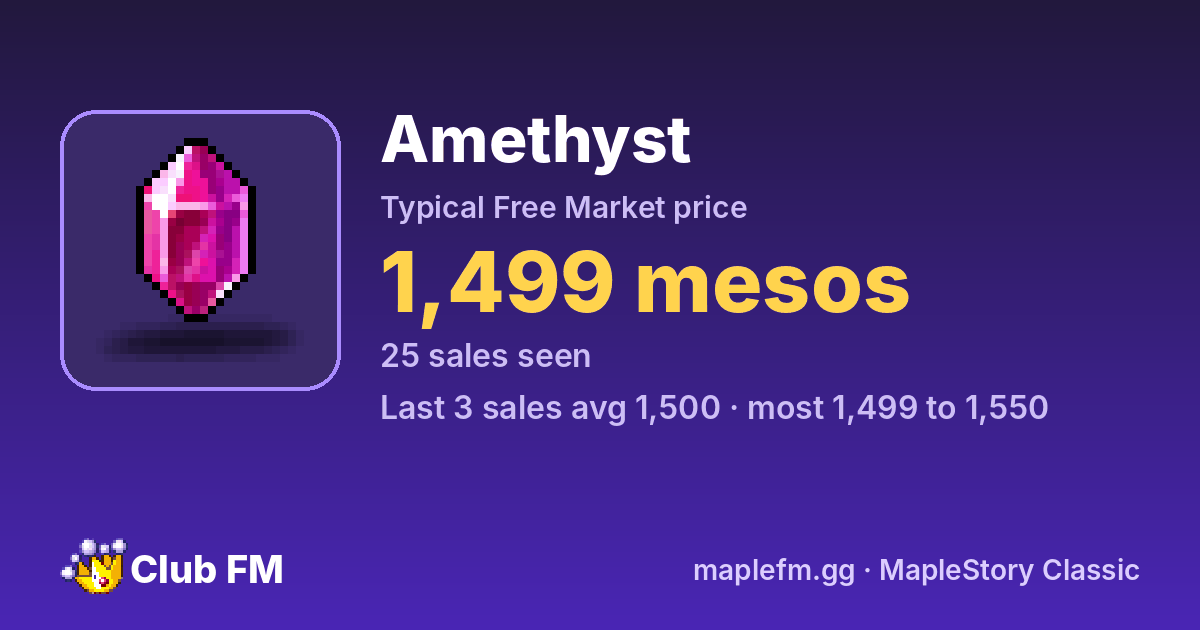 Amethyst
Typical Free Market price
1,499 mesos
25 sales seen
Last 3 sales avg 1,500 · most 1,499 to 1,550
Club FM
maplefm.gg · MapleStory Classic